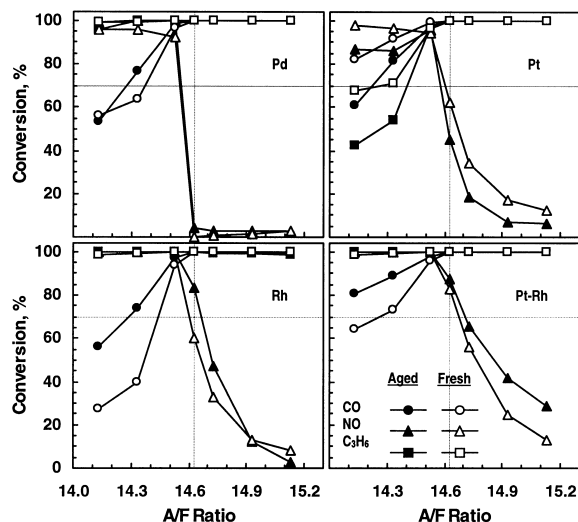 100
80
60
40
20
Conversion, %
Pd
Pt
100
80
60
40
20
0
Conversion, %
Rh
Pt-Rh
Aged Fresh
CO
NO
C3H6
14.0 14.3 14.6 14.9 15.2
14.3 14.6 14.9 15.2
A/F Ratio
A/F Ratio